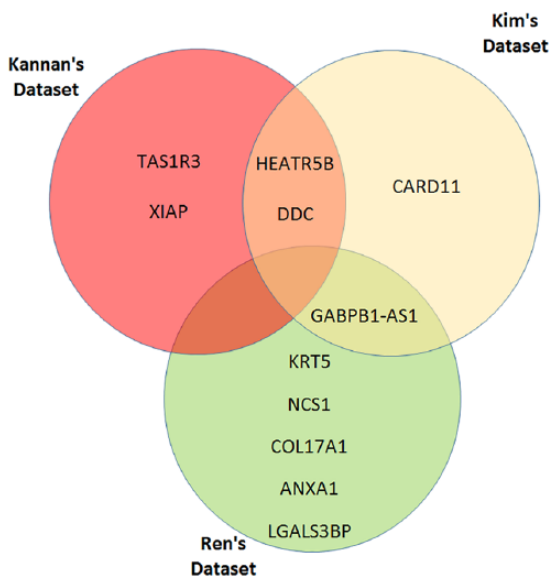 Kim's
Dataset
Kannan's
Dataset
TAS1R3
HEATR5B
CARD11
XIAP
DDC
GABPB1-AS1
KRT5
NCS1
COL17A1
ANXA1
LGALS3BP
Ren's
Dataset